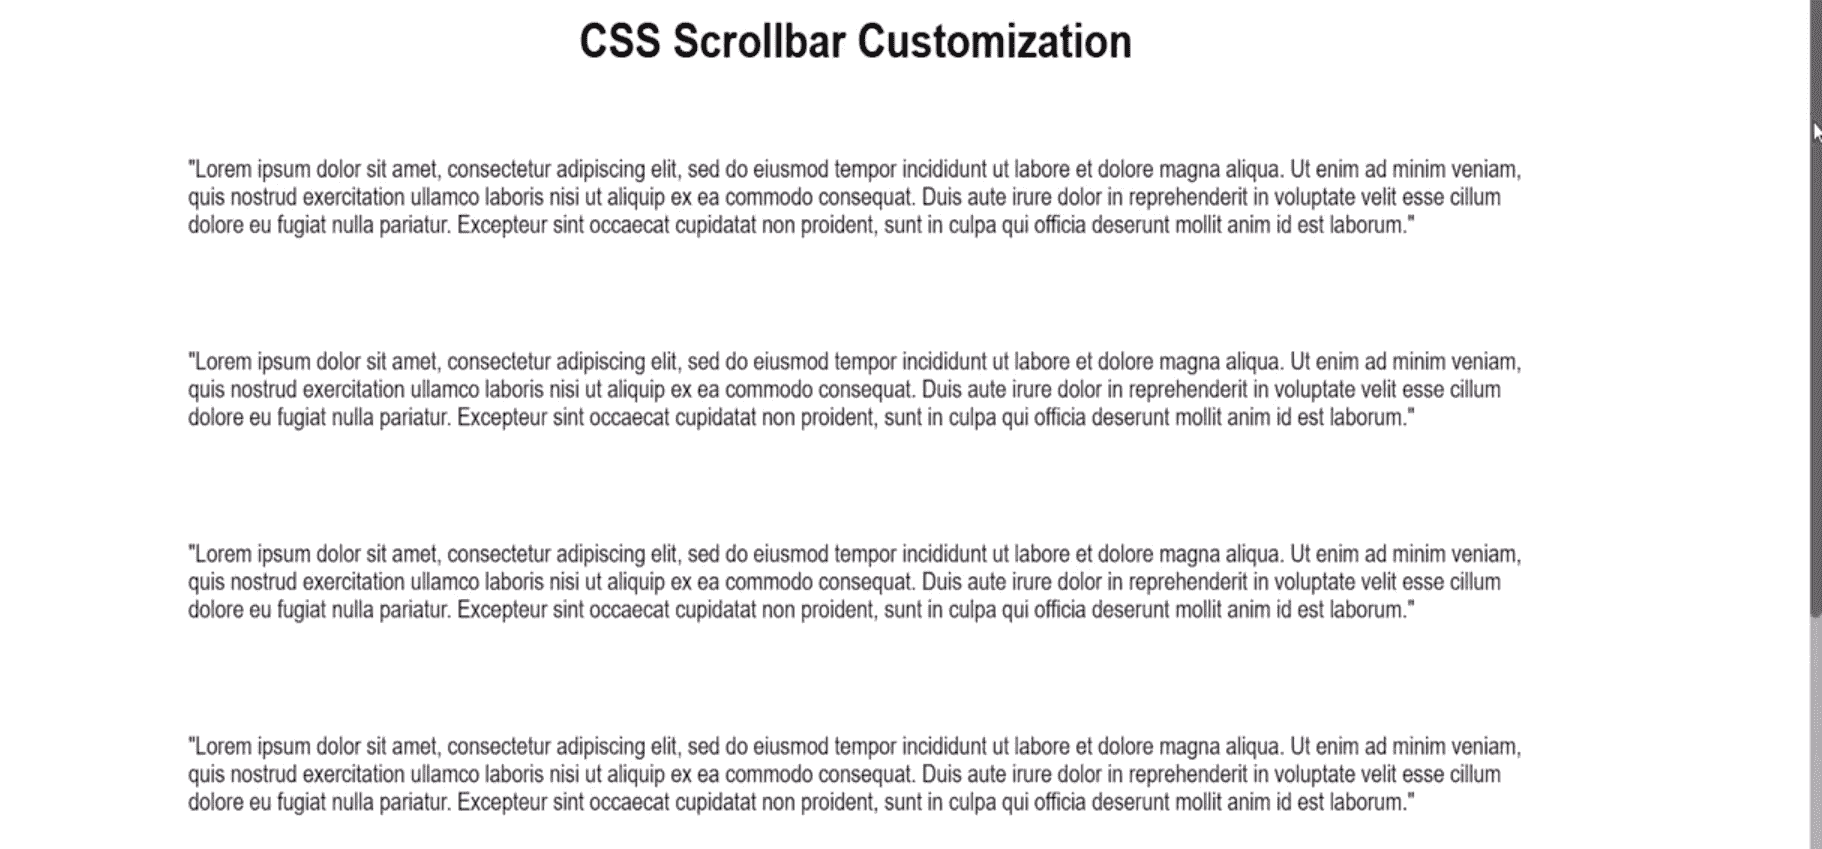 CSS Scrollbar Customization
"Lorem ipsum dolor sit amet, consectetur adipiscing elit, sed do eiusmod tempor incididunt ut labore et dolore magna aliqua. Ut enim ad minim veniam,
quis nostrud exercitation ullamco laboris nisi ut aliquip ex ea commodo consequat. Duis aute irure dolor in reprehenderit in voluptate velit esse cillum
dolore eu fugiat nulla pariatur. Excepteur sint occaecat cupidatat non proident, sunt in culpa qui officia deserunt mollit anim id est laborum."
"Lorem ipsum dolor sit amet, consectetur adipiscing elit, sed do eiusmod tempor incididunt ut labore et dolore magna aliqua. Ut enim ad minim veniam,
quis nostrud exercitation ullamco laboris nisi ut aliquip ex ea commodo consequat. Duis aute irure dolor in reprehenderit in voluptate velit esse cillum
dolore eu fugiat nulla pariatur. Excepteur sint occaecat cupidatat non proident, sunt in culpa qui officia deserunt mollit anim id est laborum."
"Lorem ipsum dolor sit amet, consectetur adipiscing elit, sed do eiusmod tempor incididunt ut labore et dolore magna aliqua. Ut enim ad minim veniam,
quis nostrud exercitation ullamco laboris nisi ut aliquip ex ea commodo consequat. Duis aute irure dolor in reprehenderit in voluptate velit esse cillum
dolore eu fugiat nulla pariatur. Excepteur sint occaecat cupidatat non proident, sunt in culpa qui officia deserunt mollit anim id est laborum."
"Lorem ipsum dolor sit amet, consectetur adipiscing elit, sed do eiusmod tempor incididunt ut labore et dolore magna aliqua. Ut enim ad minim veniam,
quis nostrud exercitation ullamco laboris nisi ut aliquip ex ea commodo consequat. Duis aute irure dolor in reprehenderit in voluptate velit esse cillum
dolore eu fugiat nulla pariatur. Excepteur sint occaecat cupidatat non proident, sunt in culpa qui officia deserunt mollit anim id est laborum."